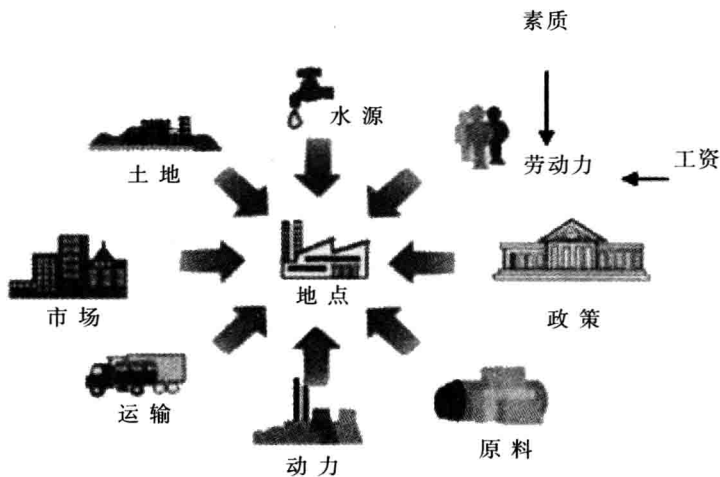 素质
水源
土地
劳动力
工资
地点
市场
政策
运输
原料
动力